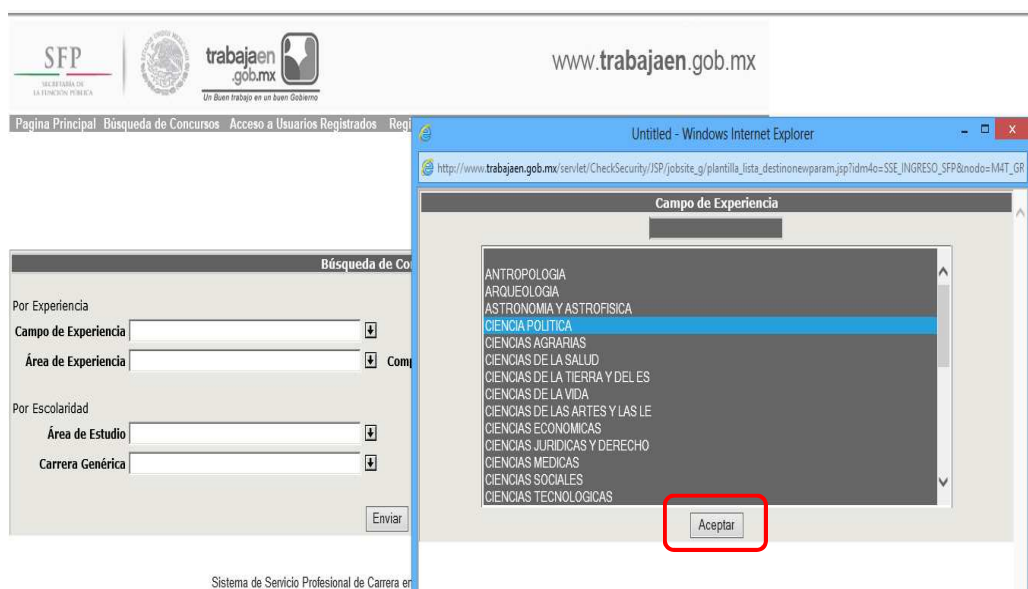 SFP
SECRETARÍA DE
LA FUNCIÓN PÚBLICA
trabajaen
.gob.mx
Un Buen trabajo en un buen Gobierno
www.trabajaen.gob.mx
Pagina Principal Búsqueda de Concursos Acceso a Usuarios Registrados Regi
Untitled - Windows Internet Explorer
http://www.trabajaen.gob.mx/servlet/CheckSecurity/JSP/jobsite_g/plantilla_lista_destinonewparam.jsp?idm4o=SSE_INGRESO_SFP&nodo=M4T_GR
Campo de Experiencia
ANTROPOLOGIA
ARQUEOLOGIA
ASTRONOMIA Y ASTROFISICA
CIENCIA POLITICA
CIENCIAS AGRARIAS
CIENCIAS DE LA SALUD
CIENCIAS DE LA TIERRA Y DEL ES
CIENCIAS DE LA VIDA
CIENCIAS DE LAS ARTES Y LAS LE
CIENCIAS ECONOMICAS
CIENCIAS JURIDICAS Y DERECHO
CIENCIAS MEDICAS
CIENCIAS SOCIALES
CIENCIAS TECNOLOGICAS
Aceptar
Búsqueda de Co
Por Experiencia
Campo de Experiencia
Área de Experiencia
Comp
Por Escolaridad
Área de Estudio
Carrera Genérica
Enviar
Sistema de Servicio Profesional de Carrera en